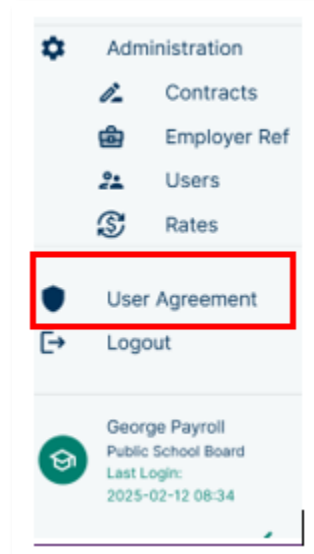 Administration
Contracts
Employer Ref
Users
Rates
User Agreement
Logout
George Payroll
Public School Board
Last Login:
2025-02-12 08:34